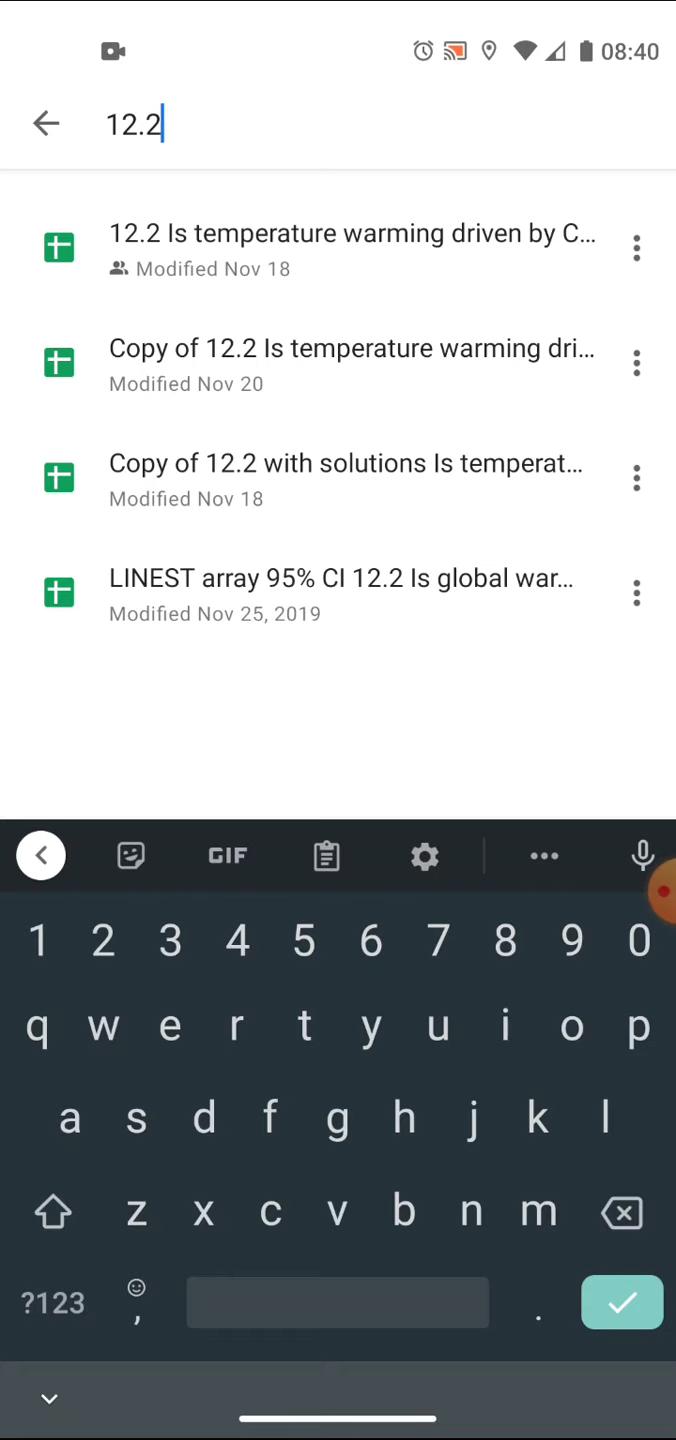 08:40
12.2
12.2 Is temperature warming driven by C...
Modified Nov 18
Copy of 12.2 Is temperature warming dri...
Modified Nov 20
Copy of 12.2 with solutions Is temperat...
Modified Nov 18
LINEST array 95% CI 12.2 Is global war...
Modified Nov 25, 2019
GIF
1 2 3 4 5 6 7 8 9 0
q w e r t y u i o p
a s d f g h j k l
z x c v b n m
?123 , .